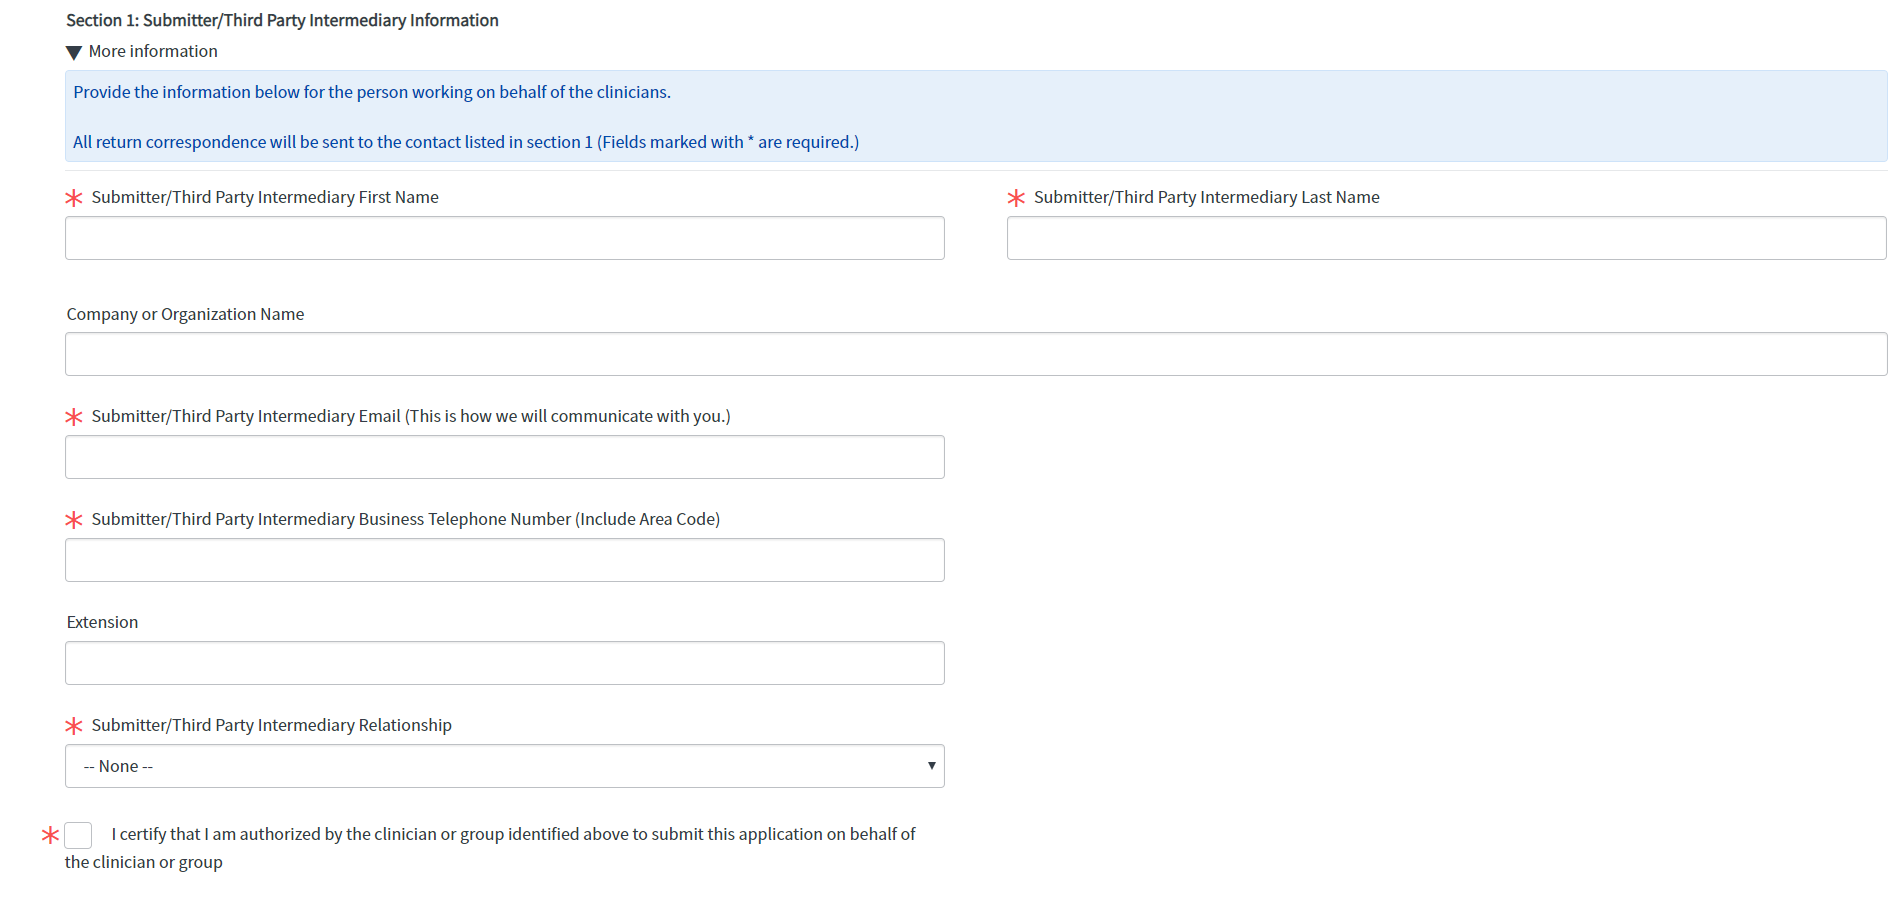 Section 1: Submitter/Third Party Intermediary Information
▼ More information
Provide the information below for the person working on behalf of the clinicians.
All return correspondence will be sent to the contact listed in section 1 (Fields marked with * are required.)
* Submitter/Third Party Intermediary First Name
* Submitter/Third Party Intermediary Last Name
Company or Organization Name
* Submitter/Third Party Intermediary Email (This is how we will communicate with you.)
* Submitter/Third Party Intermediary Business Telephone Number (Include Area Code)
Extension
* Submitter/Third Party Intermediary Relationship
-- None --
* I certify that I am authorized by the clinician or group identified above to submit this application on behalf of
the clinician or group